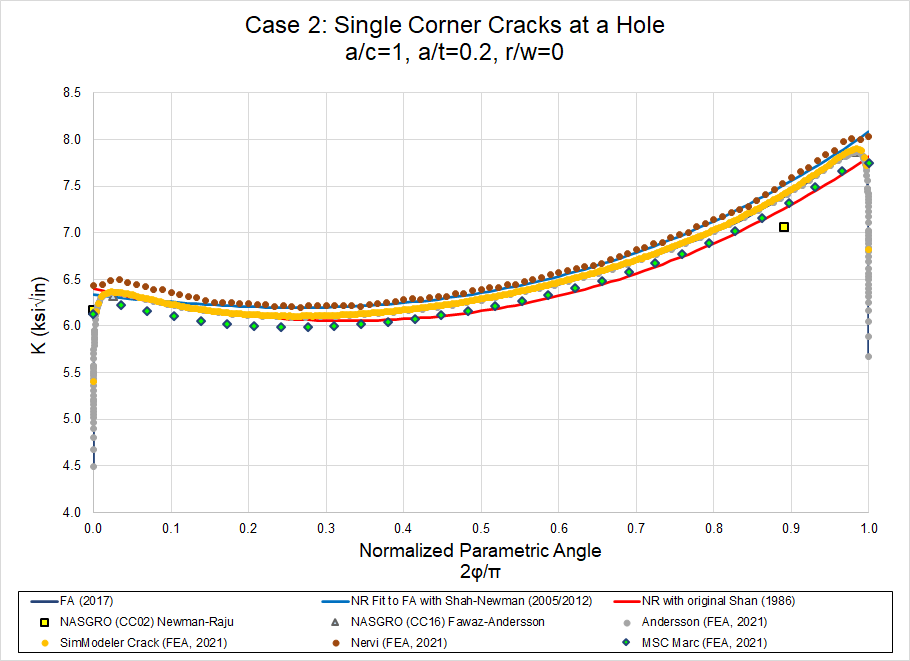 Case 2: Single Corner Cracks at a Hole
a/c=1, a/t=0.2, r/w=0
8.5
8.0
7.5
7.0
6.5
6.0
5.5
5.0
4.5
4.0
K (ksi√in)
0.0 0.1 0.2 0.3 0.4 0.5 0.6 0.7 0.8 0.9 1.0
Normalized Parametric Angle
2φ/π
FA (2017) NR Fit to FA with Shah-Newman (2005/2012) NR with original Shan (1986)
NASGRO (CC02) Newman-Raju NASGRO (CC16) Fawaz-Andersson Andersson (FEA, 2021)
SimModeler Crack (FEA, 2021) Nervi (FEA, 2021) MSC Marc (FEA, 2021)